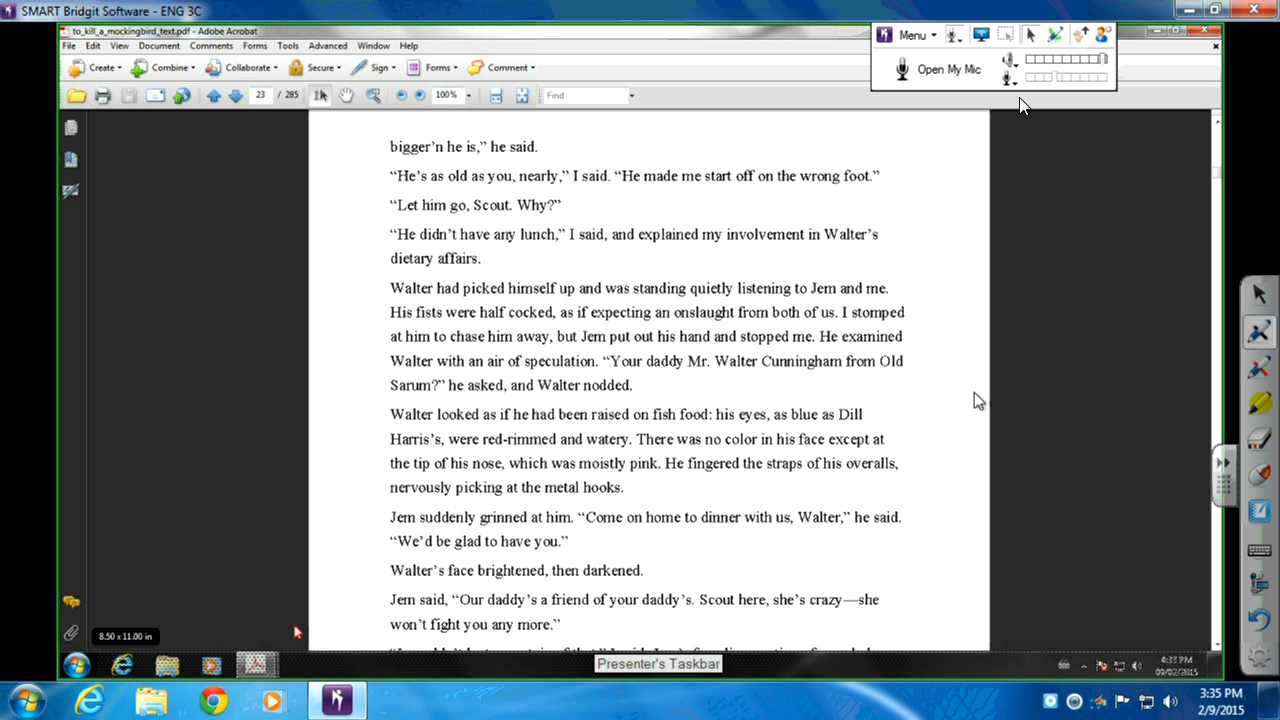 SMART Bridgit Software - ENG 3C
to_kill_a_mockingbird_text.pdf - Adobe Acrobat
File Edit View Document Comments Forms Tools Advanced Window Help
Menu
Create Combine Collaborate Secure Sign Forms Comment
Open My Mic
23 / 285 100% Find
bigger’n he is,” he said.
“He’s as old as you, nearly,” I said. “He made me start off on the wrong foot.”
“Let him go, Scout. Why?”
“He didn’t have any lunch,” I said, and explained my involvement in Walter’s
dietary affairs.
Walter had picked himself up and was standing quietly listening to Jem and me.
His fists were half cocked, as if expecting an onslaught from both of us. I stomped
at him to chase him away, but Jem put out his hand and stopped me. He examined
Walter with an air of speculation. “Your daddy Mr. Walter Cunningham from Old
Sarum?” he asked, and Walter nodded.
Walter looked as if he had been raised on fish food: his eyes, as blue as Dill
Harris’s, were red-rimmed and watery. There was no color in his face except at
the tip of his nose, which was moistly pink. He fingered the straps of his overalls,
nervously picking at the metal hooks.
Jem suddenly grinned at him. “Come on home to dinner with us, Walter,” he said.
“We’d be glad to have you.”
Walter’s face brightened, then darkened.
Jem said, “Our daddy’s a friend of your daddy’s. Scout here, she’s crazy—she
won’t fight you any more.”
8.50 x 11.00 in
Presenter's Taskbar
4:33 PM
09/02/2015
3:35 PM
2/9/2015